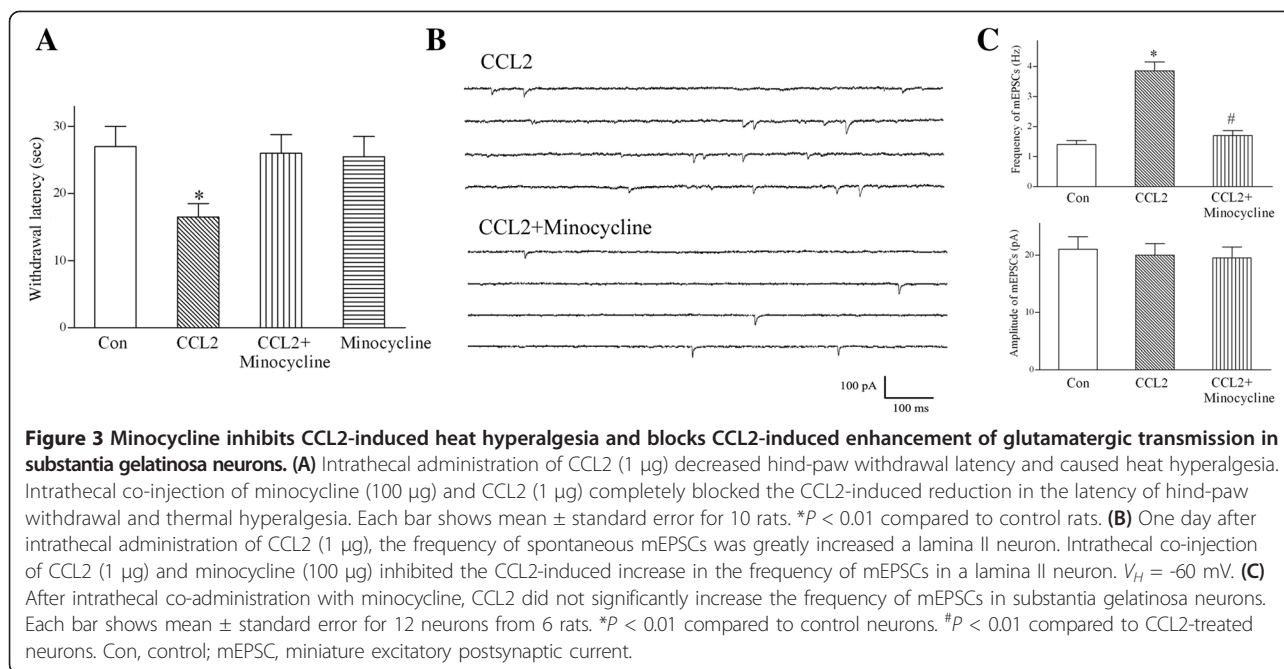 A
Withdrawal latency (sec)
30
20
10
0
*
Con
CCL2
CCL2+
Minocycline
Minocycline
B
CCL2
CCL2+Minocycline
100 pA
100 ms
C
Frequency of mEPSCs (Hz)
4
2
0
*
#
Con
CCL2
CCL2+
Minocycline
Amplitude of mEPSCs (pA)
20
10
0
Con
CCL2
CCL2+
Minocycline
Figure 3 Minocycline inhibits CCL2-induced heat hyperalgesia and blocks CCL2-induced enhancement of glutamatergic transmission in
substantia gelatinosa neurons. (A) Intrathecal administration of CCL2 (1 μg) decreased hind-paw withdrawal latency and caused heat hyperalgesia.
Intrathecal co-injection of minocycline (100 μg) and CCL2 (1 μg) completely blocked the CCL2-induced reduction in the latency of hind-paw
withdrawal and thermal hyperalgesia. Each bar shows mean ± standard error for 10 rats. *P < 0.01 compared to control rats. (B) One day after
intrathecal administration of CCL2 (1 μg), the frequency of spontaneous mEPSCs was greatly increased a lamina II neuron. Intrathecal co-injection
of CCL2 (1 μg) and minocycline (100 μg) inhibited the CCL2-induced increase in the frequency of mEPSCs in a lamina II neuron. V_H = -60 mV. (C)
After intrathecal co-administration with minocycline, CCL2 did not significantly increase the frequency of mEPSCs in substantia gelatinosa neurons.
Each bar shows mean ± standard error for 12 neurons from 6 rats. *P < 0.01 compared to control neurons. #P < 0.01 compared to CCL2-treated
neurons. Con, control; mEPSC, miniature excitatory postsynaptic current.